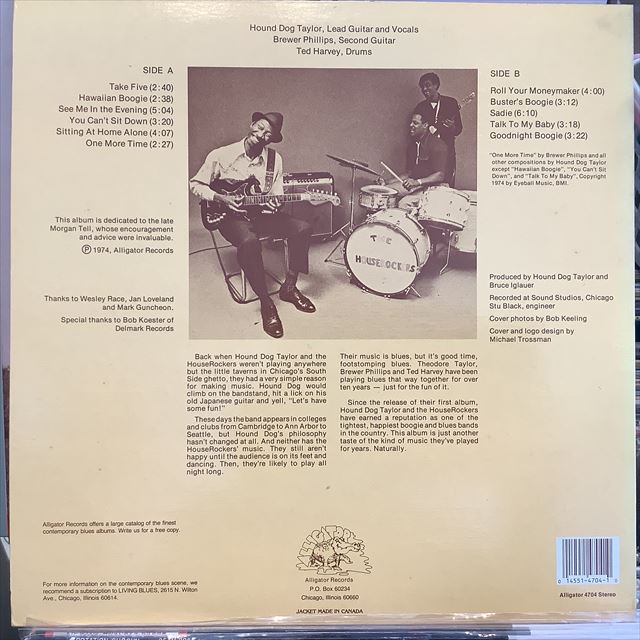 Hound Dog Taylor, Lead Guitar and Vocals
Brewer Phillips, Second Guitar
Ted Harvey, Drums
SIDE A
Take Five (2:40)
Hawaiian Boogie (2:38)
See Me in the Evening (5:04)
You Can't Sit Down (3:20)
Sitting At Home Alone (4:07)
One More Time (2:27)
This album is dedicated to the late
Morgan Tell, whose encouragement
and advice were invaluable.
Ⓟ 1974, Alligator Records
Thanks to Wesley Race, Jan Loveland
and Mark Guncheon.
Special thanks to Bob Koester of
Delmark Records
THE
HOUSEROCKERS
SIDE B
Roll Your Moneymaker (4:00)
Buster's Boogie (3:12)
Sadie (6:10)
Talk To My Baby (3:18)
Goodnight Boogie (3:22)
"One More Time" by Brewer Phillips and all
other compositions by Hound Dog Taylor
except "Hawaiian Boogie", "You Can't Sit
Down", and "Talk To My Baby", Copyright
1974 by Eyeball Music, BMI.
Produced by Hound Dog Taylor and
Bruce Iglauer
Recorded at Sound Studios, Chicago
Stu Black, engineer
Cover photos by Bob Keeling
Cover and logo design by
Michael Trossman
Back when Hound Dog Taylor and the
HouseRockers weren't playing anywhere
but the little taverns in Chicago's South
Side ghetto, they had a very simple reason
for making music. Hound Dog would
climb on the bandstand, hit a lick on his
old Japanese guitar and yell, "Let's have
some fun!"
These days the band appears in colleges
and clubs from Cambridge to Ann Arbor to
Seattle, but Hound Dog's philosophy
hasn't changed at all. And neither has the
HouseRockers' music. They still aren't
happy until the audience is on its feet and
dancing. Then, they're likely to play all
night long.
Their music is blues, but it's good time,
footstomping blues. Theodore Taylor,
Brewer Phillips and Ted Harvey have been
playing blues that way together for over
ten years — just for the fun of it.
Since the release of their first album,
Hound Dog Taylor and the HouseRockers
have earned a reputation as one of the
tightest, happiest boogie and blues bands
in the country. This album is just another
taste of the kind of music they've played
for years. Naturally.
Alligator Records offers a large catalog of the finest
contemporary blues albums. Write us for a free copy.
For more information on the contemporary blues scene, we
recommend a subscription to LIVING BLUES, 2615 N. Wilton
Ave., Chicago, Illinois 60614.
ALLIGATOR
Alligator Records
P.O. Box 60234
Chicago, Illinois 60660
JACKET MADE IN CANADA
0 14551-4704-1
Alligator 4704 Stereo